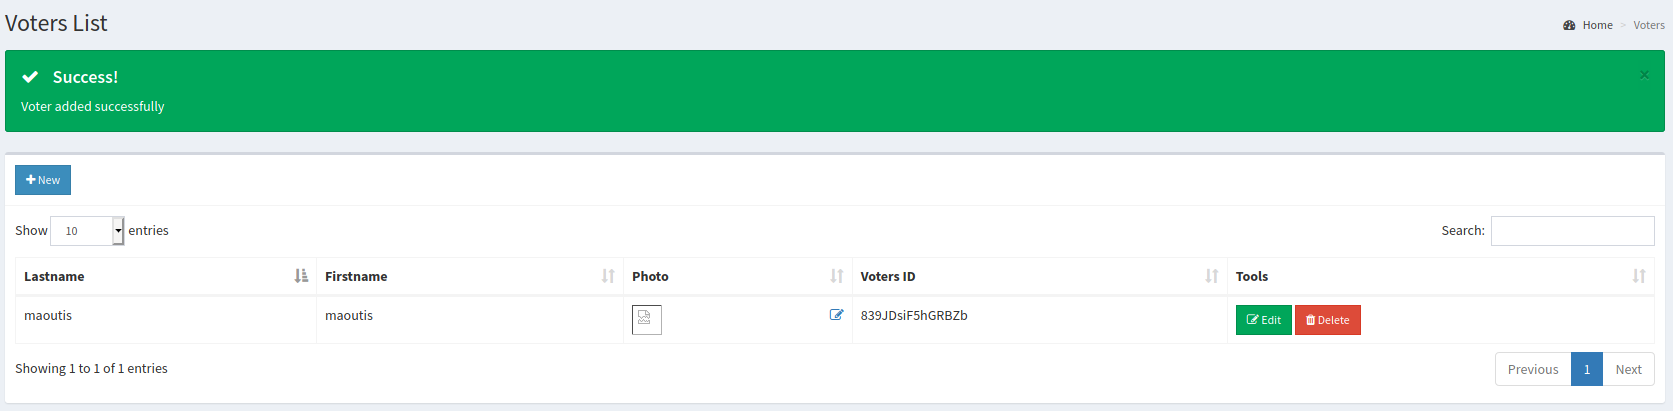 Voters List
Home > Voters
Success!
×
Voter added successfully
New
Show 10 entries
Search:
Lastname Firstname Photo Voters ID Tools
maoutis maoutis 839JDsiF5hGRBZb Edit Delete
Showing 1 to 1 of 1 entries
Previous 1 Next